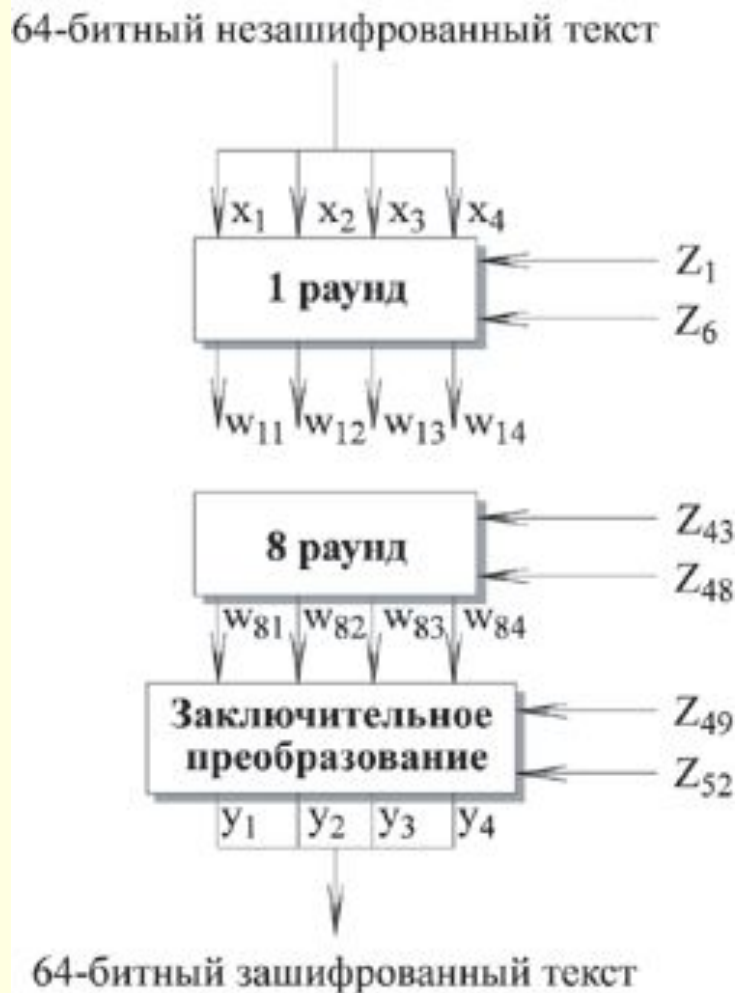 64-битный незашифрованный текст
x1 x2 x3 x4
1 раунд
Z1
Z6
w11 w12 w13 w14
8 раунд
Z43
Z48
w81 w82 w83 w84
Заключительное
преобразование
Z49
Z52
y1 y2 y3 y4
64-битный зашифрованный текст